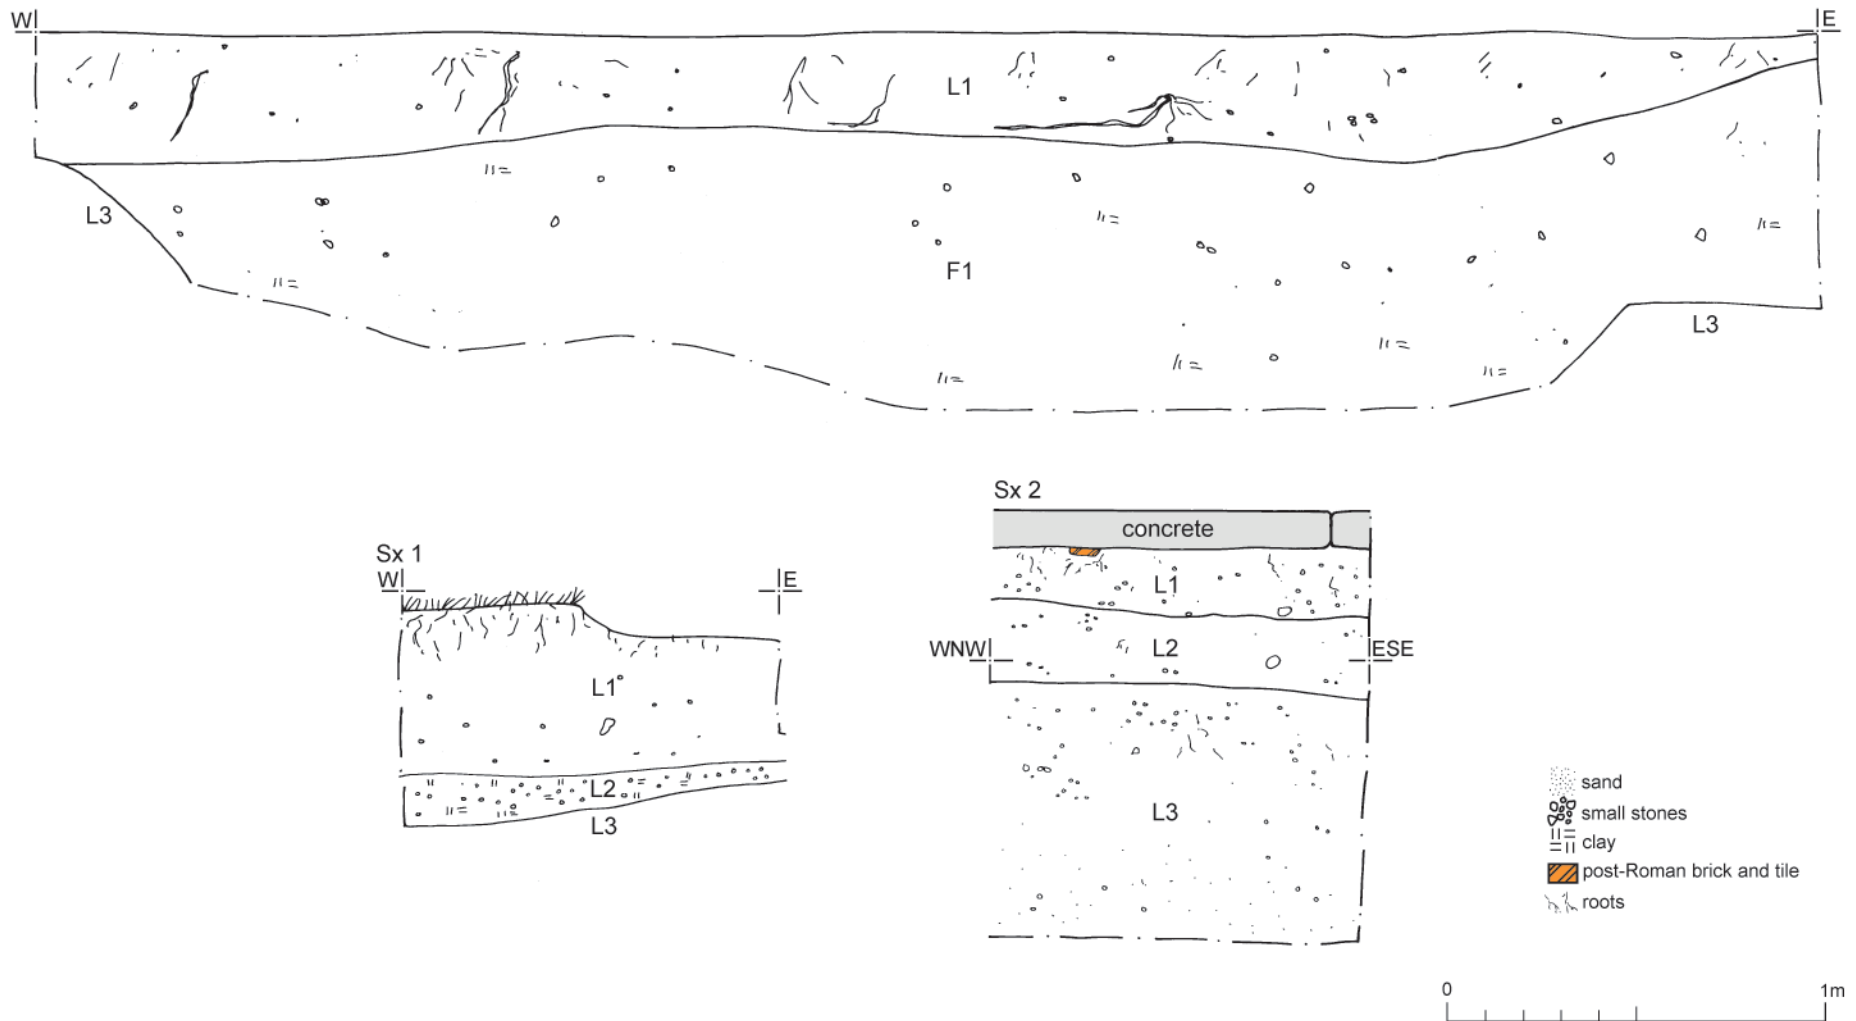 W E
L1
L3
F1
L3
Sx 1
W E
L1
L2
L3
Sx 2
concrete
L1
WNW L2 ESE
L3
sand
small stones
clay
post-Roman brick and tile
roots
0 1m